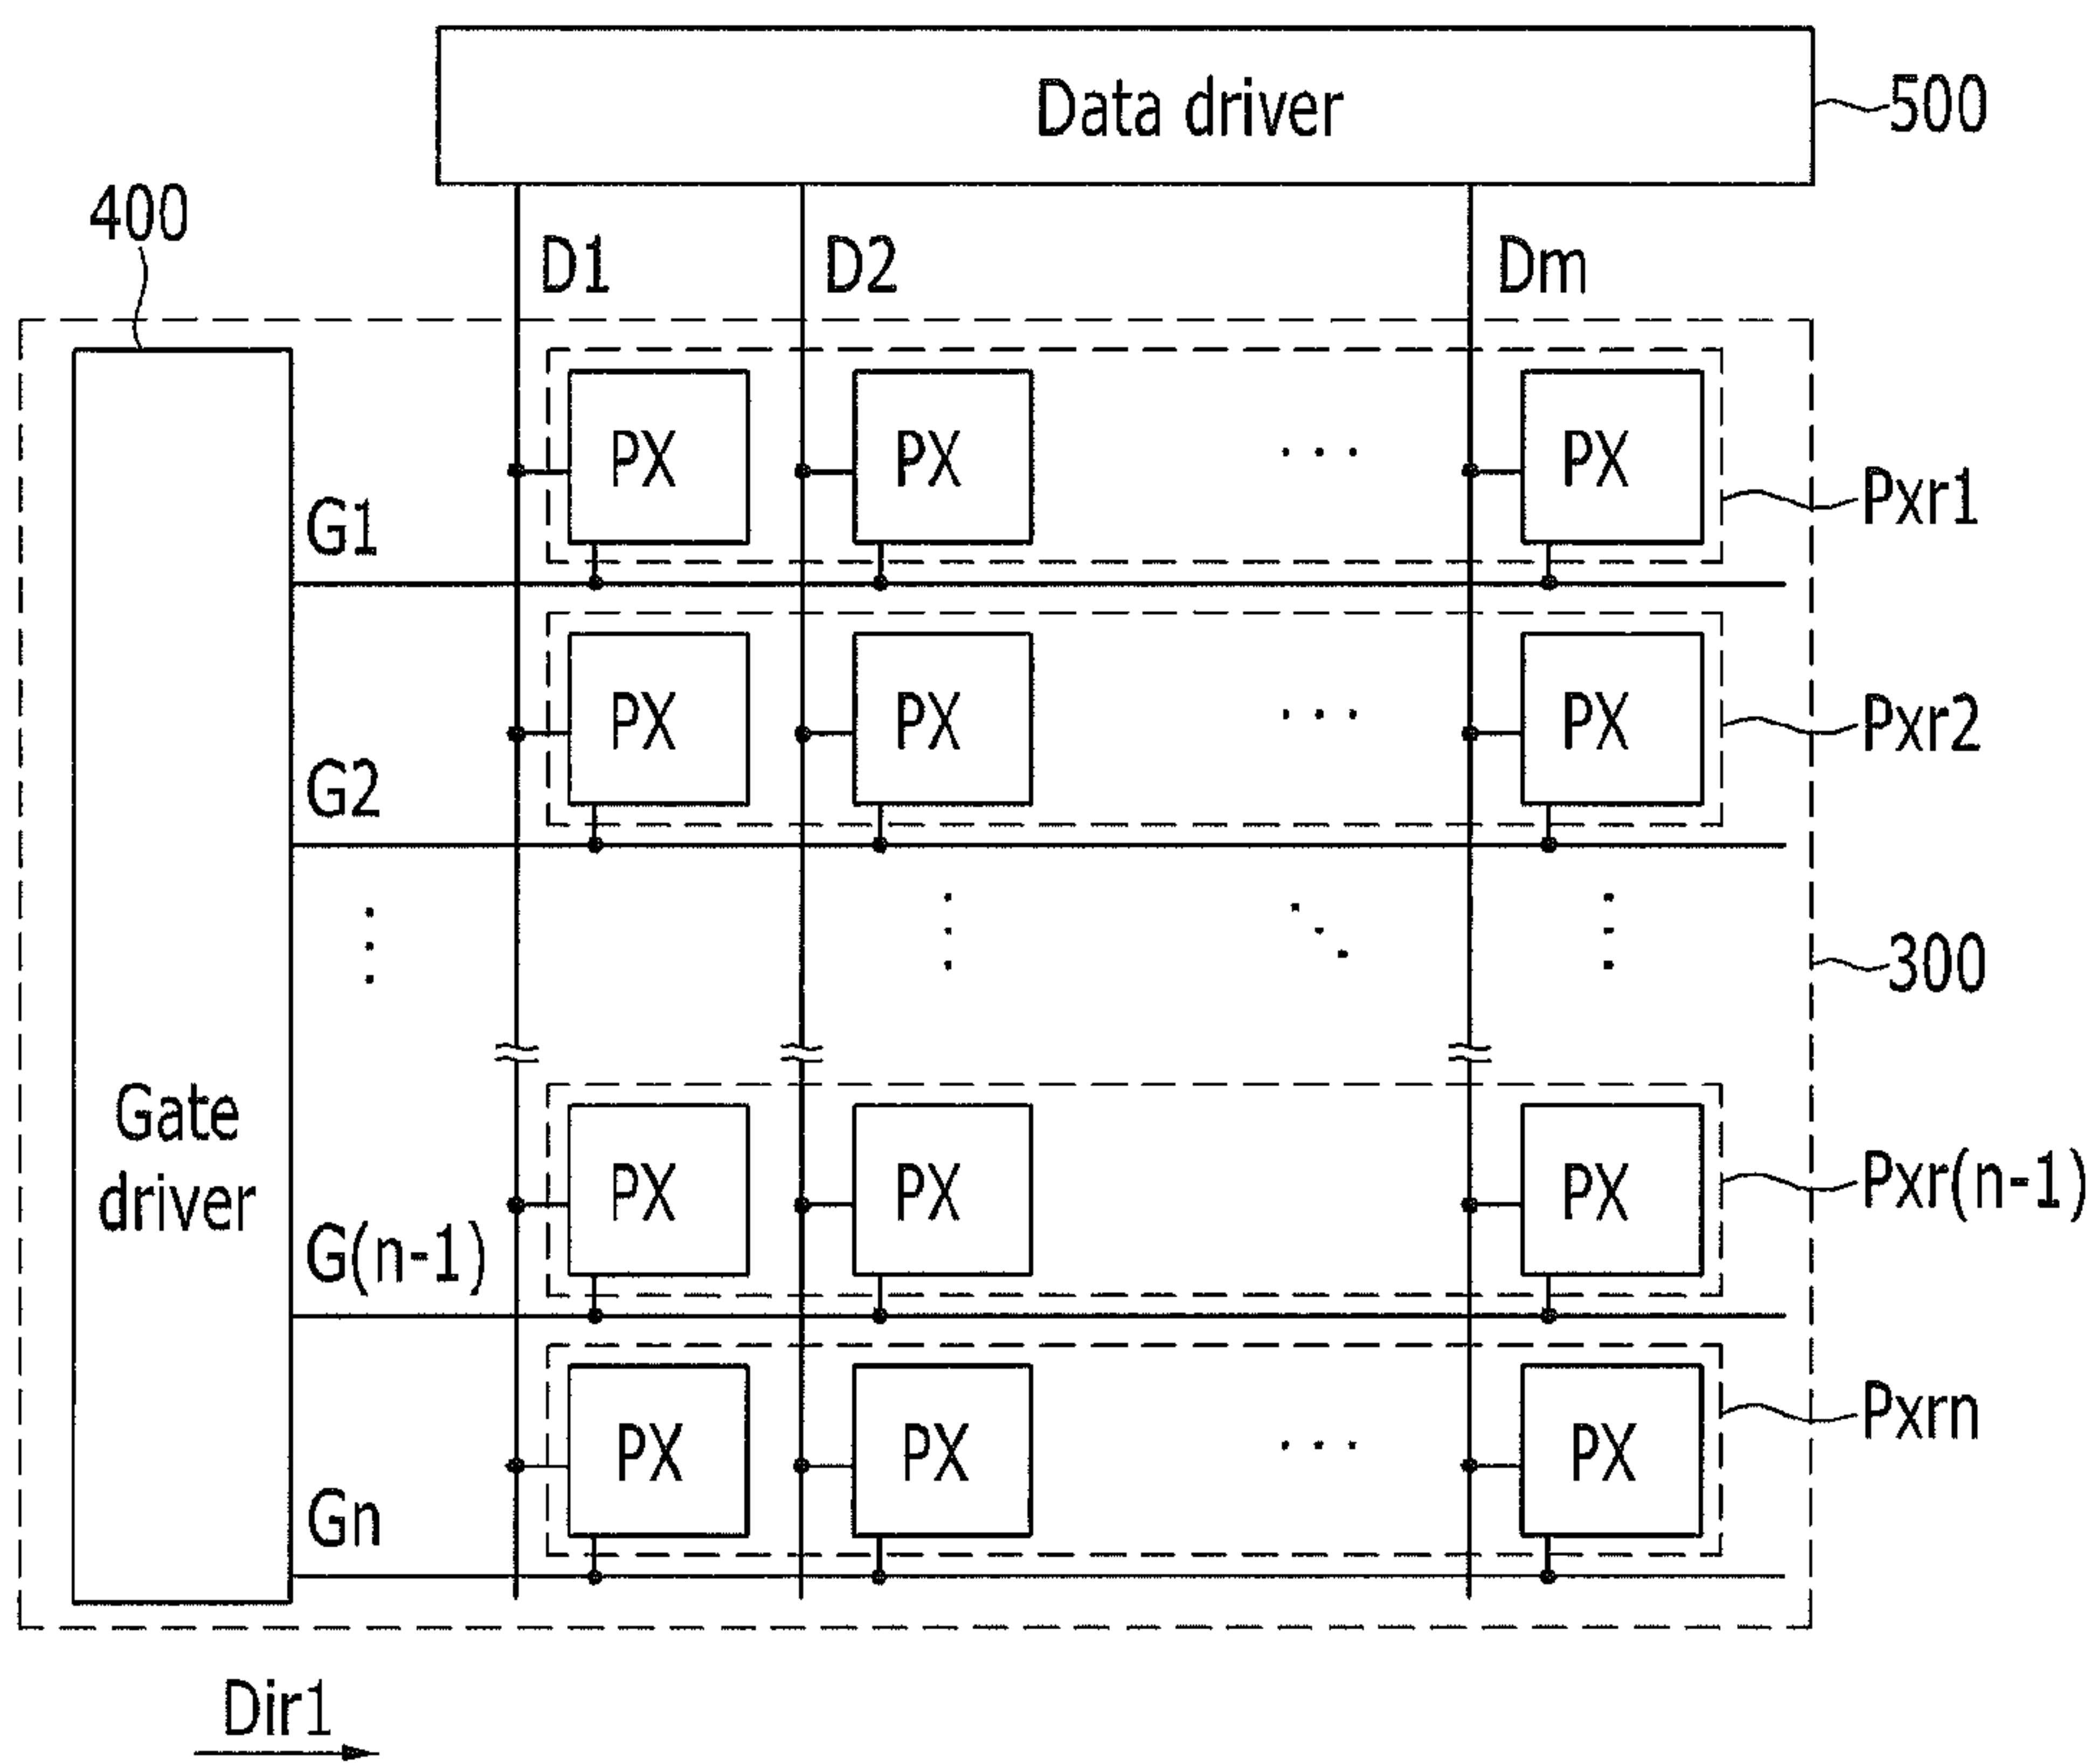 Data driver
500
400
D1 D2 Dm
PX PX ... PX
Pxr1
G1
PX PX ... PX
Pxr2
G2
300
Gate
driver
PX PX PX
Pxr(n-1)
G(n-1)
PX PX ... PX
Pxrn
Gn
Dir1